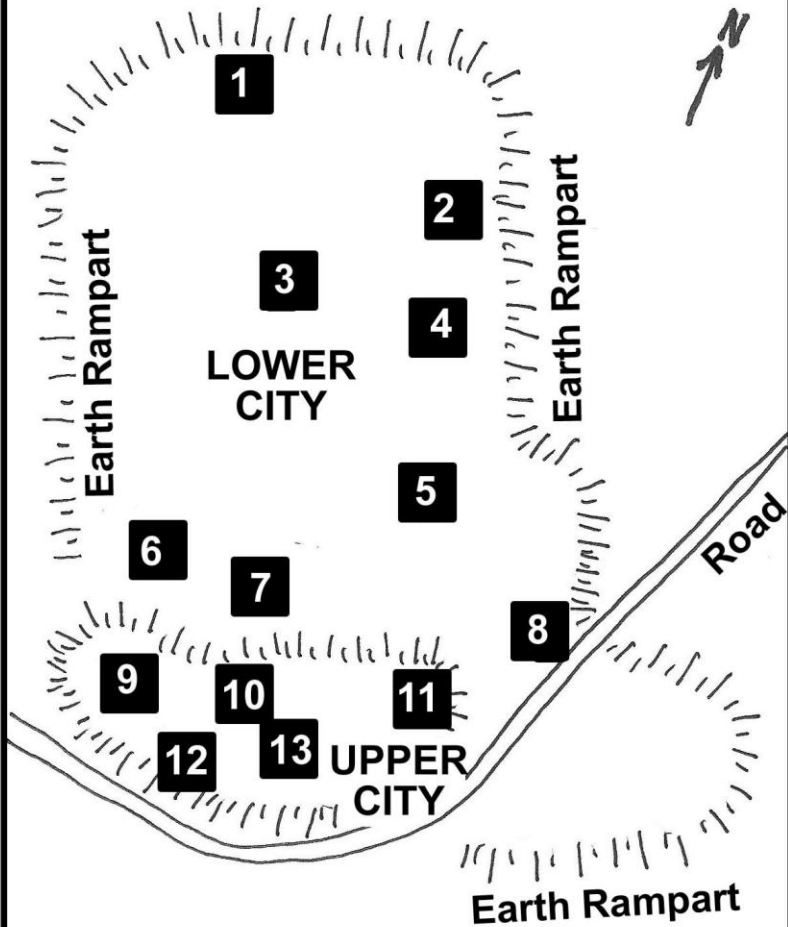 N
1
2
Earth Rampart
3
Earth Rampart
4
LOWER
CITY
5
Road
6
7
8
9
10
11
12
13
UPPER
CITY
Earth Rampart